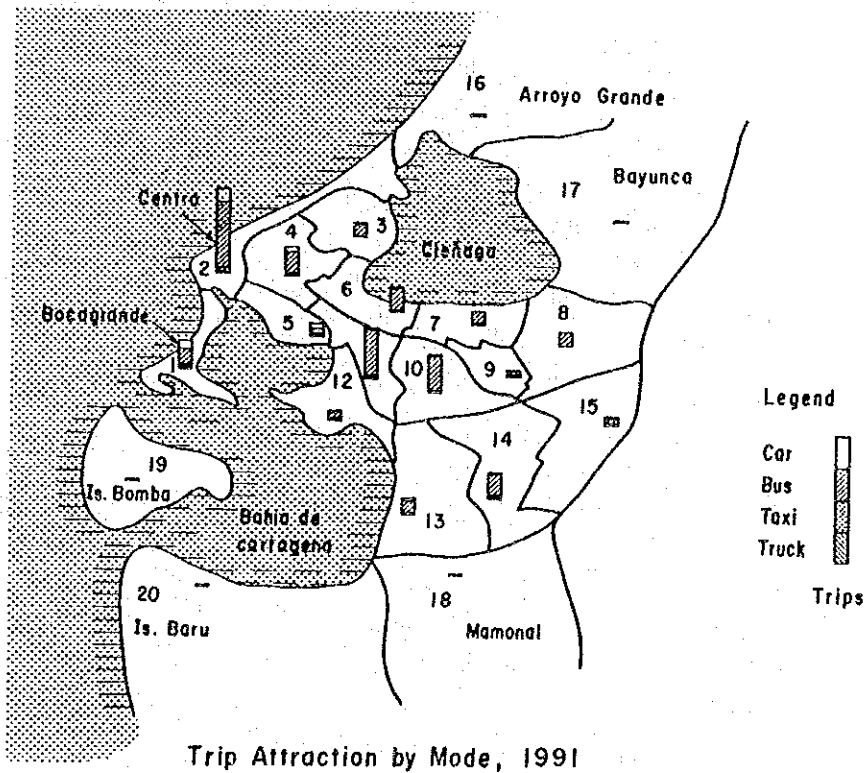 16
Arroyo Grande
17
Bayunca
Centro
3
4
Cienaga
2
6
Bocagrande
5
7
8
1
12
10
9
15
14
19
Is. Bomba
Bahia de
cartagena
13
20
18
Is. Baru
Mamonal
Legend
Car
Bus
Taxi
Truck
Trips
Trip Attraction by Mode, 1991